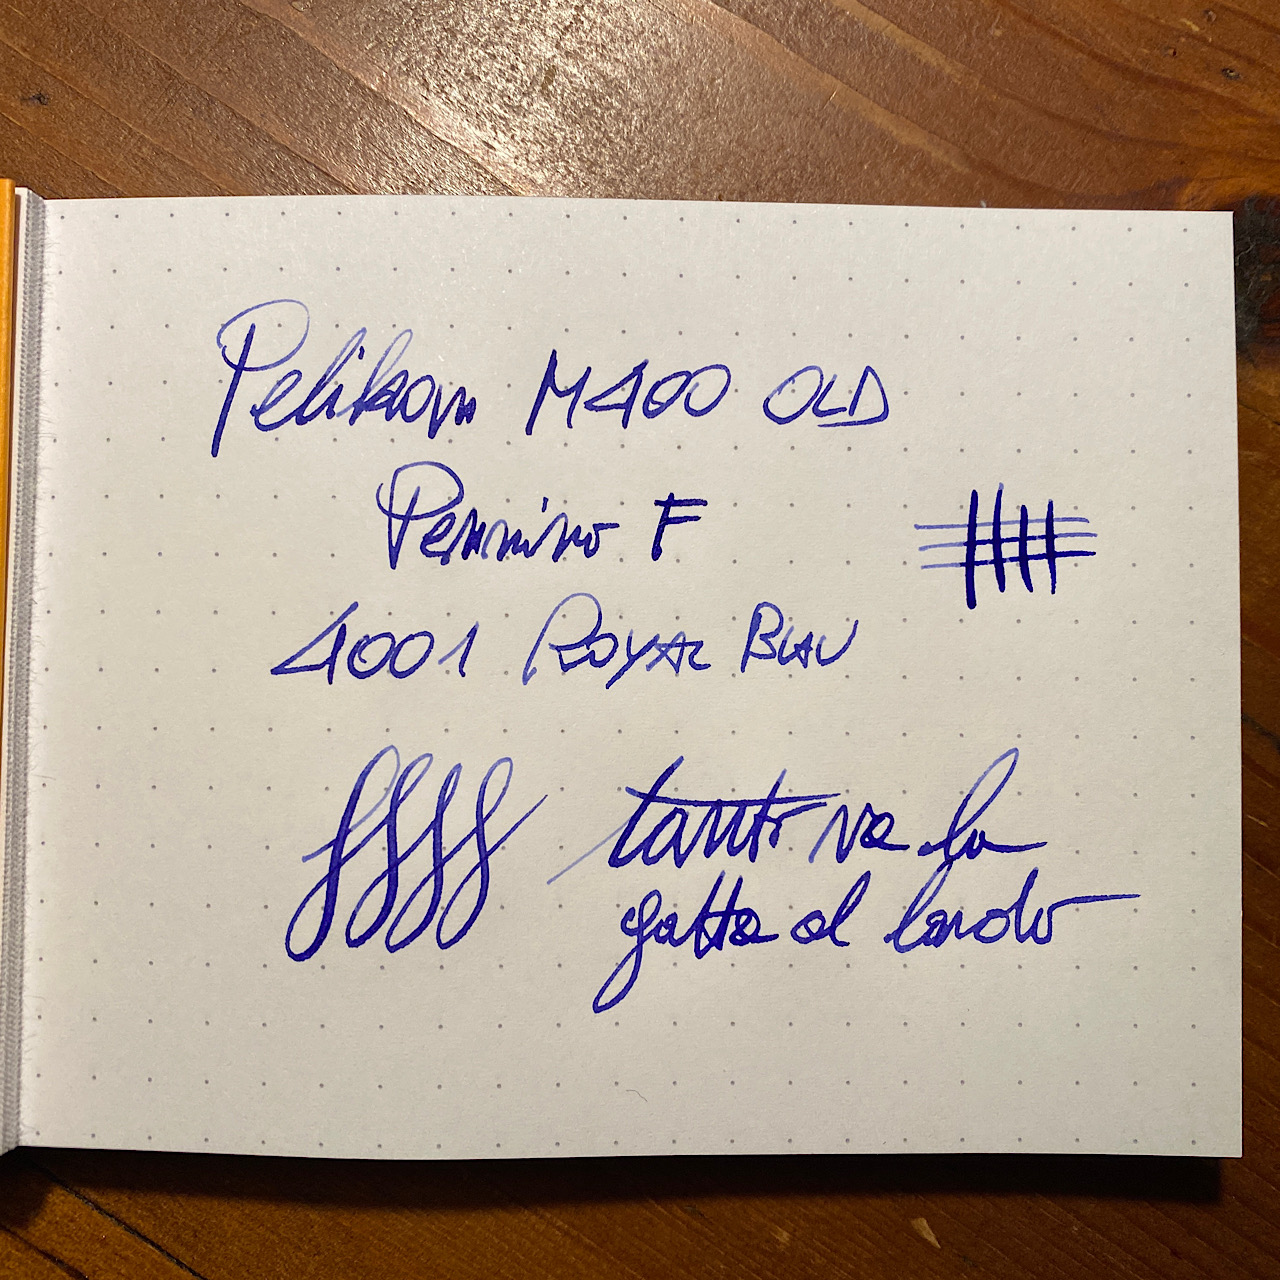 Pelikan M400 OLD
Pennino F
4001 ROYAL BLAU
tanto va la
gatta al lardo